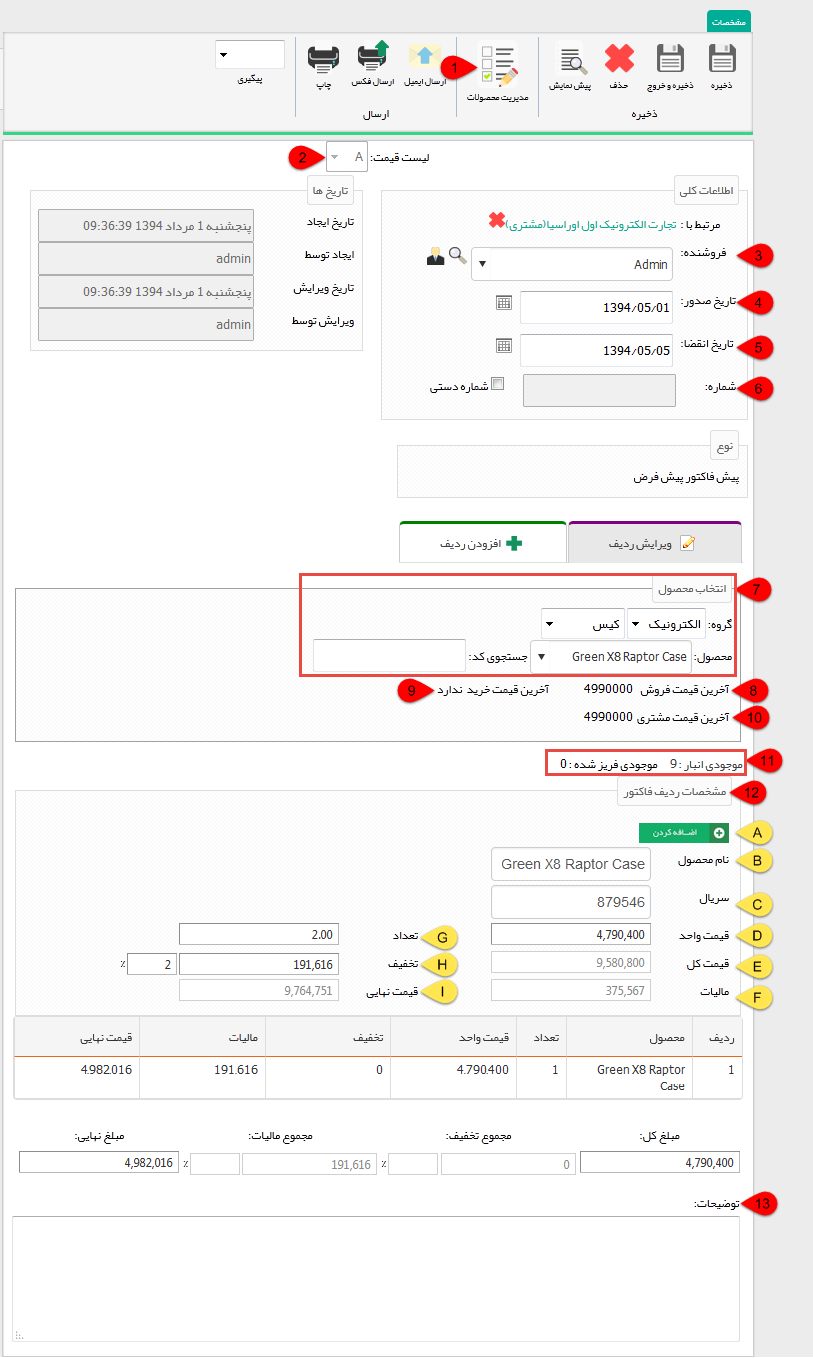 مشخصات
ذخیره
ذخیره و خروج
حذف
پیش نمایش
ذخیره
1
مدیریت محصولات
ارسال ایمیل
ارسال فکس
چاپ
ارسال
پیگیری
لیست قیمت: A 2
اطلاعات کلی
مرتبط با : تجارت الکترونیک اول اوراسیا(مشتری)
3 فروشنده: Admin
4 تاریخ صدور: 1394/05/01
5 تاریخ انقضا: 1394/05/05
6 شماره: شماره دستی
تاریخ ها
تاریخ ایجاد پنجشنبه 1 مرداد 1394 09:36:39
ایجاد توسط admin
تاریخ ویرایش پنجشنبه 1 مرداد 1394 09:36:39
ویرایش توسط admin
نوع
پیش فاکتور پیش فرض
ویرایش ردیف
افزودن ردیف
7 انتخاب محصول
گروه: الکترونیک کیس
محصول: Green X8 Raptor Case جستجوی کد:
8 آخرین قیمت فروش 4990000 آخرین قیمت خرید ندارد 9
10 آخرین قیمت مشتری 4990000
11 موجودی انبار : 9 موجودی فریز شده : 0
12 مشخصات ردیف فاکتور
A اضافه کردن
B نام محصول Green X8 Raptor Case
C سریال 879546
D قیمت واحد 4,790,400 G تعداد 2.00
E قیمت کل 9,580,800 H تخفیف 191,616 2 ٪
F مالیات 375,567 I قیمت نهایی 9,764,751
ردیف محصول تعداد قیمت واحد تخفیف مالیات قیمت نهایی
1 Green X8 Raptor Case 1 4.790.400 0 191.616 4.982.016
مبلغ کل: مجموع تخفیف: مجموع مالیات: مبلغ نهایی:
4,790,400 0 ٪ 191,616 ٪ 4,982,016
13 توضیحات: